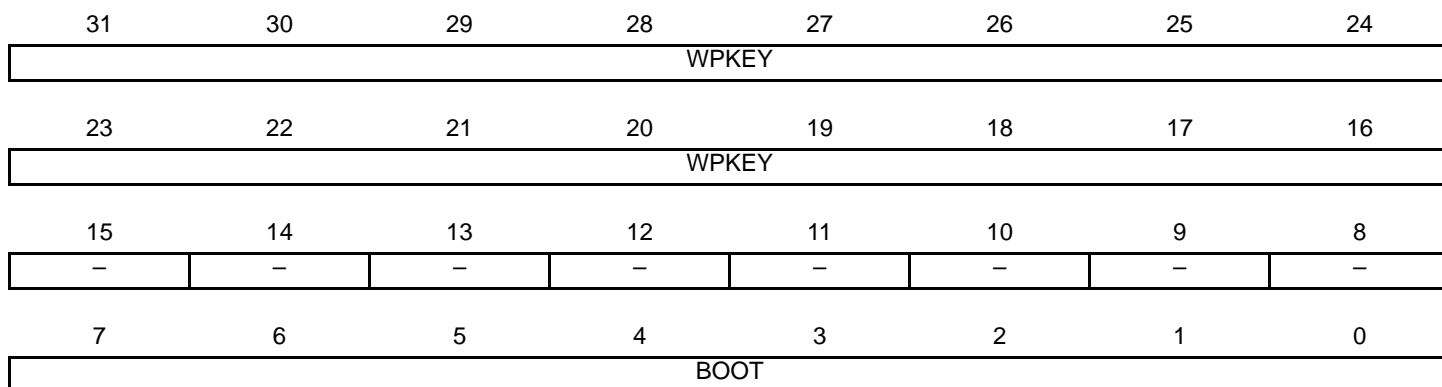 31 30 29 28 27 26 25 24
WPKEY
23 22 21 20 19 18 17 16
WPKEY
15 14 13 12 11 10 9 8
– – – – – – – –
7 6 5 4 3 2 1 0
BOOT